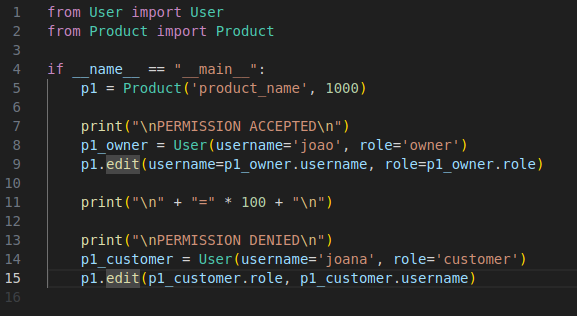 1 from User import User
2 from Product import Product
3
4 if __name__ == "__main__":
5     p1 = Product('product_name', 1000)
6
7     print("\nPERMISSION ACCEPTED\n")
8     p1_owner = User(username='joao', role='owner')
9     p1.edit(username=p1_owner.username, role=p1_owner.role)
10
11     print("\n" + "=" * 100 + "\n")
12
13     print("\nPERMISSION DENIED\n")
14     p1_customer = User(username='joana', role='customer')
15     p1.edit(p1_customer.role, p1_customer.username)
16